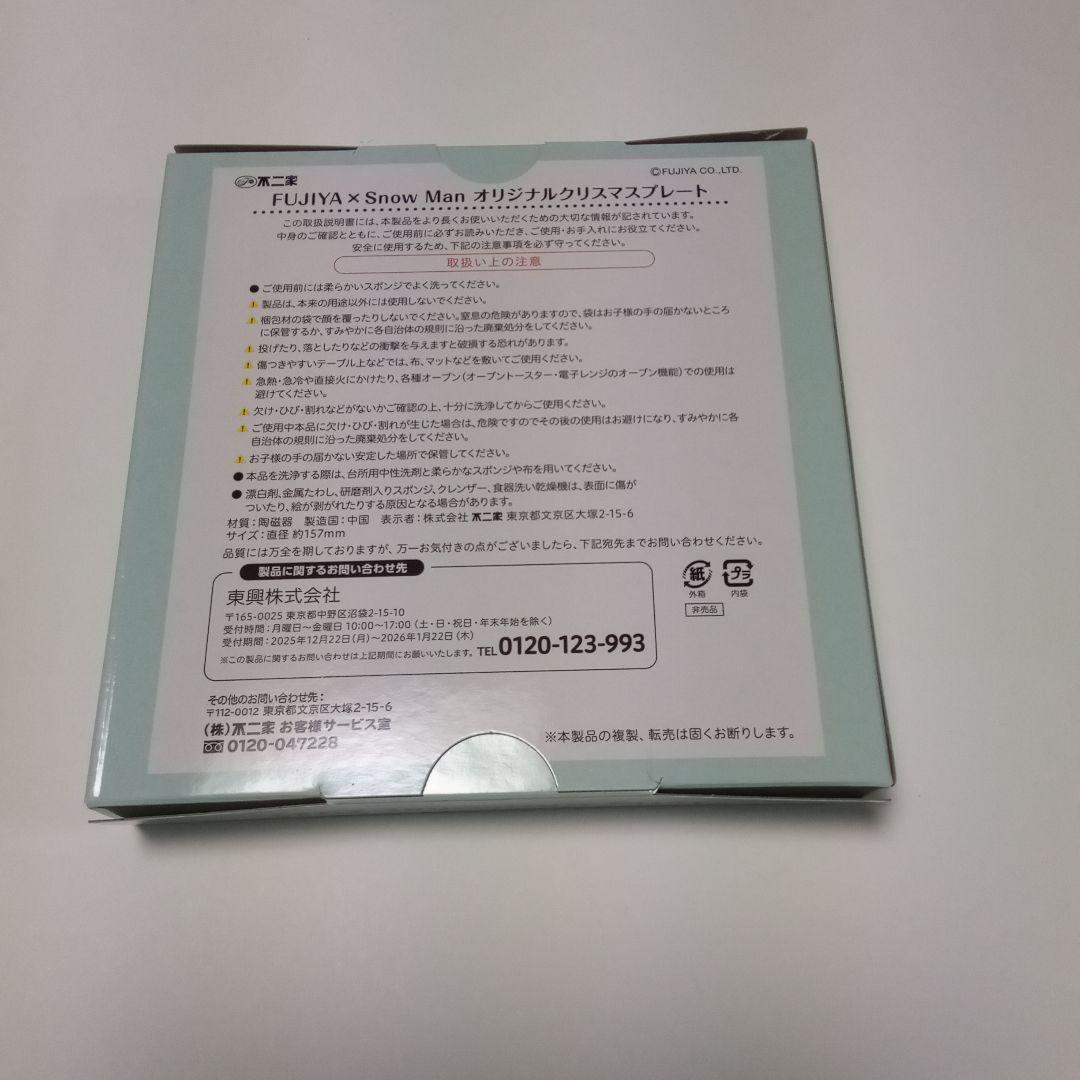 不二家
©FUJIYA CO.,LTD.
FUJIYA×Snow Man オリジナルクリスマスプレート
この取扱説明書には、本製品をより長くお使いいただくための大切な情報が記されています。
中身のご確認とともに、ご使用前に必ずお読みいただき、ご使用・お手入れにお役立てください。
安全に使用するため、下記の注意事項を必ず守ってください。
取扱い上の注意
●ご使用前には柔らかいスポンジでよく洗ってください。
製品は、本来の用途以外には使用しないでください。
梱包材の袋で顔を覆ったりしないでください。窒息の危険がありますので、袋はお子様の手の届かないところ
に保管するか、すみやかに各自治体の規則に沿った廃棄処分をしてください。
投げたり、落としたりなどの衝撃を与えますと破損する恐れがあります。
傷つきやすいテーブル上などでは、布、マットなどを敷いてご使用ください。
急熱・急冷や直接火にかけたり、各種オーブン(オーブントースター・電子レンジのオーブン機能)での使用は
避けてください。
欠け・ひび・割れなどがないかご確認の上、十分に洗浄してからご使用ください。
ご使用中本品に欠け・ひび・割れが生じた場合は、危険ですのでその後の使用はお避けになり、すみやかに各
自治体の規則に沿った廃棄処分をしてください。
お子様の手の届かない安定した場所で保管してください。
●本品を洗浄する際は、台所用中性洗剤と柔らかなスポンジや布を用いてください。
●漂白剤、金属たわし、研磨剤入りスポンジ、クレンザー、食器洗い乾燥機は、表面に傷が
ついたり、絵が剥がれたりする原因となる場合があります。
材質：陶磁器 製造国：中国 表示者：株式会社 不二家 東京都文京区大塚2-15-6
サイズ：直径 約157mm
品質には万全を期しておりますが、万一お気付きの点がございましたら、下記宛先までお問い合わせください。
製品に関するお問い合わせ先
東興株式会社
〒165-0025 東京都中野区沼袋2-15-10
受付時間：月曜日〜金曜日 10:00〜17:00（土・日・祝日・年末年始を除く）
受付期間：2025年12月22日(月)〜2026年1月22日(木)
※この製品に関するお問い合わせは上記期間にお願いいたします。 TEL0120-123-993
紙
外箱
プラ
内袋
非売品
その他のお問い合わせ先：
〒112-0012 東京都文京区大塚2-15-6
(株)不二家 お客様サービス室
0120-047228
※本製品の複製、転売は固くお断りします。